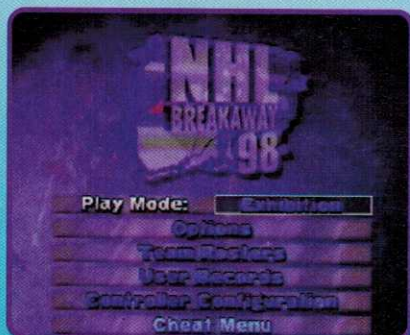 NHL
BREAKAWAY
98
Play Mode: Exhibition
Options
Team Rosters
User Records
Controller Configuration
Cheat Menu